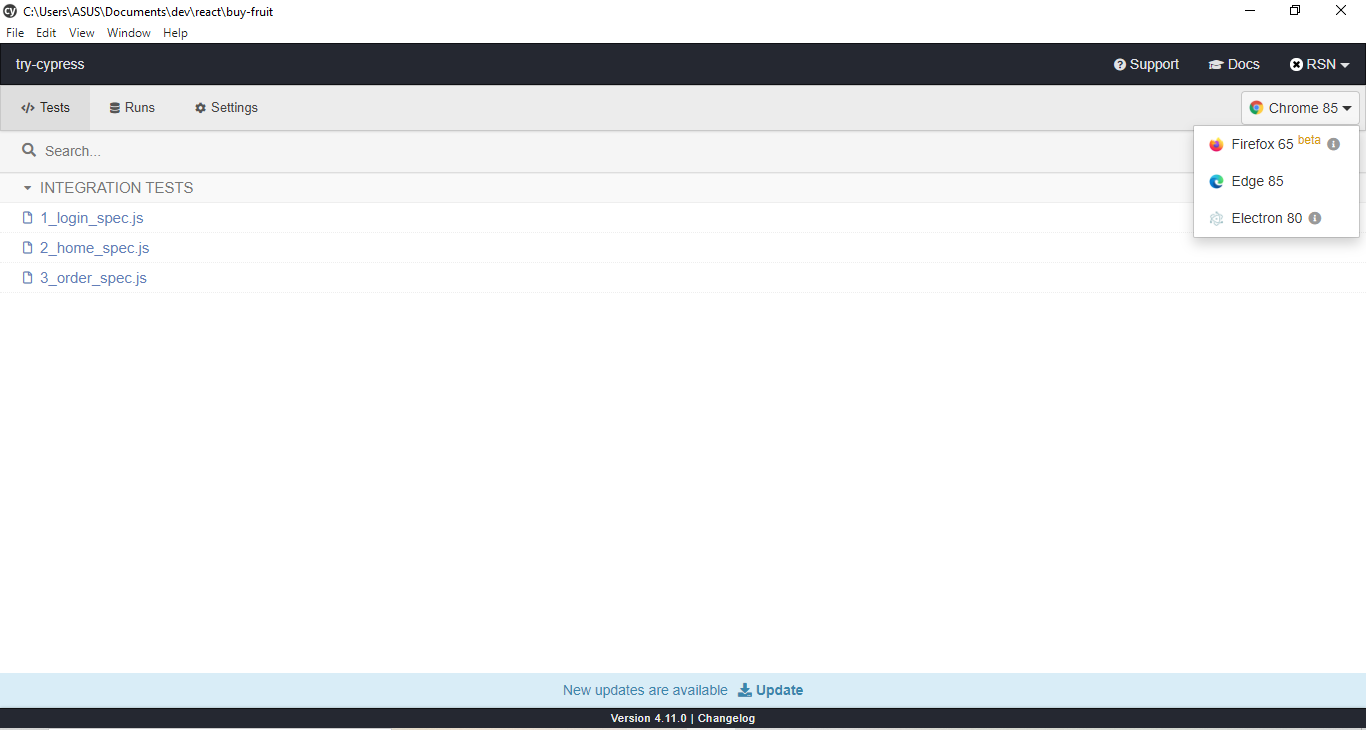 cy C:\Users\ASUS\Documents\dev\react\buy-fruit
File Edit View Window Help
try-cypress Support Docs RSN
</> Tests Runs Settings Chrome 85
Search...
Firefox 65 beta
Edge 85
INTEGRATION TESTS
1_login_spec.js
Electron 80
2_home_spec.js
3_order_spec.js
New updates are available Update
Version 4.11.0 | Changelog